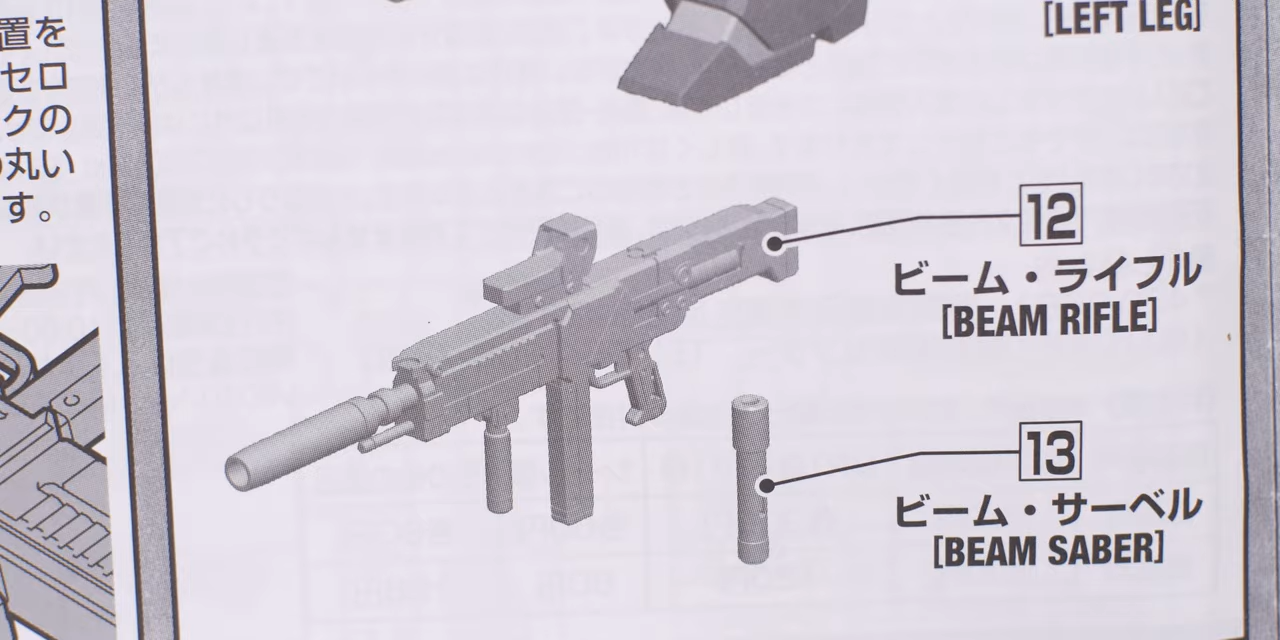 置を
セロ
クの
丸い
す。
[LEFT LEG]
12
ビーム・ライフル
[BEAM RIFLE]
13
ビーム・サーベル
[BEAM SABER]